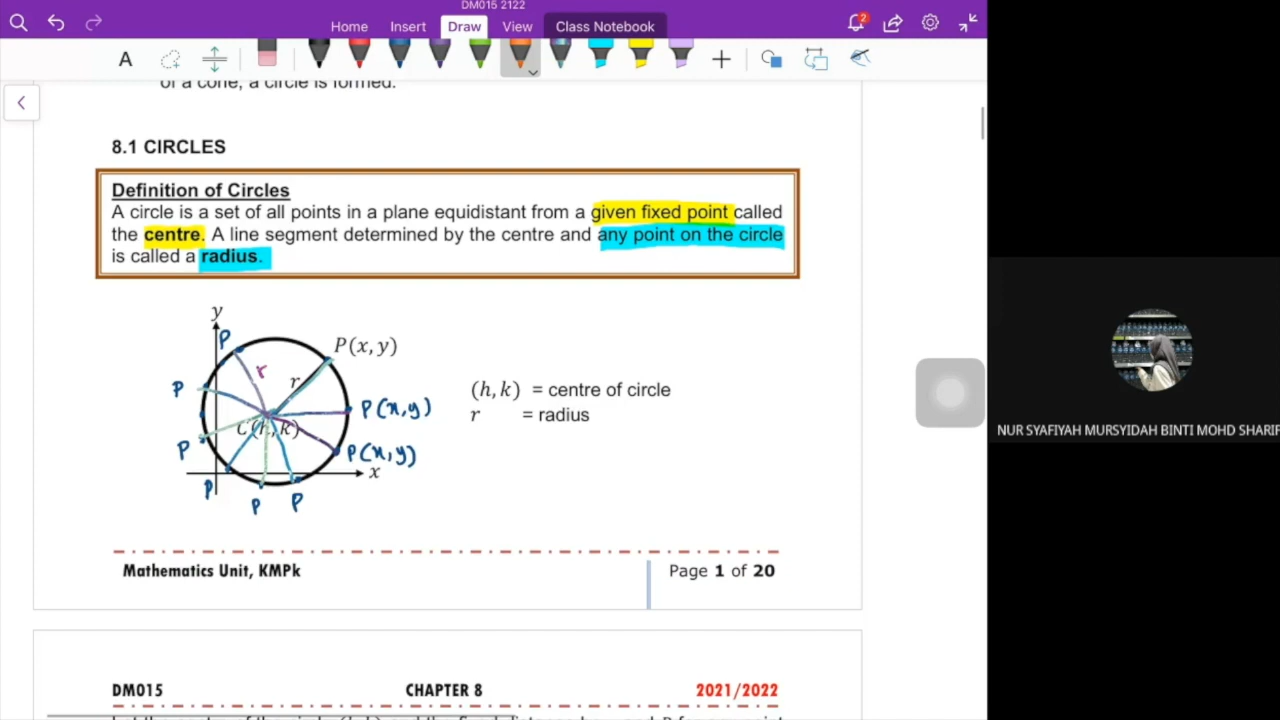 DM015 2122
Home Insert Draw View Class Notebook
2
A
of a cone, a circle is formed.
8.1 CIRCLES
Definition of Circles
A circle is a set of all points in a plane equidistant from a given fixed point called
the centre. A line segment determined by the centre and any point on the circle
is called a radius.
y
P
P(x, y)
r
r
P
P(x,y)
(h, k) = centre of circle
r = radius
C(h, k)
P
P(x,y)
x
P
P
P
Mathematics Unit, KMPk
Page 1 of 20
NUR SYAFIYAH MURSYIDAH BINTI MOHD SHARIF
DM015
CHAPTER 8
2021/2022